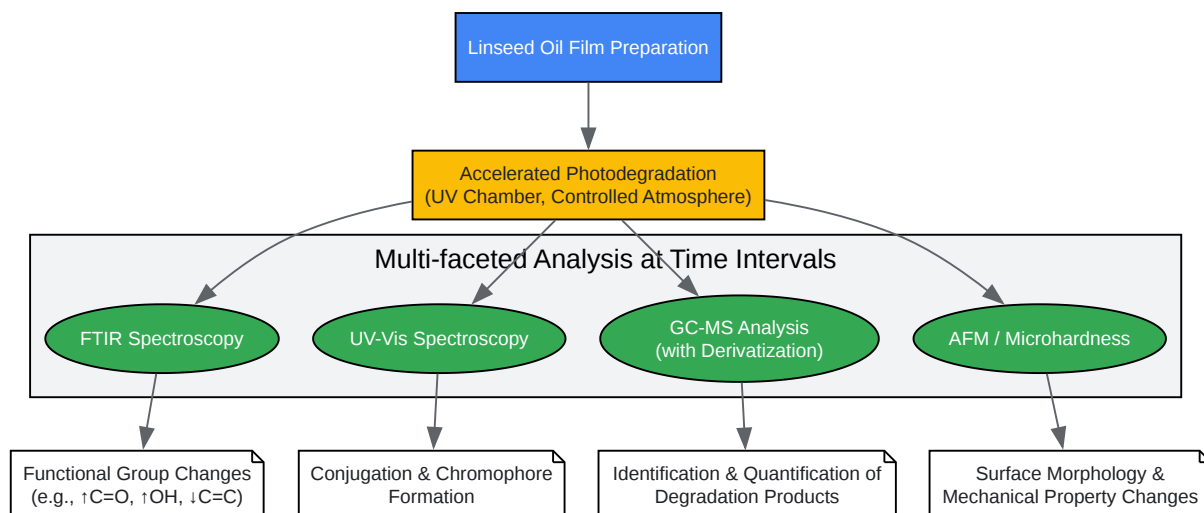 Linseed Oil Film Preparation
Accelerated Photodegradation
(UV Chamber, Controlled Atmosphere)
Multi-faceted Analysis at Time Intervals
FTIR Spectroscopy
UV-Vis Spectroscopy
GC-MS Analysis
(with Derivatization)
AFM / Microhardness
Functional Group Changes
(e.g., ↑C=O, ↑OH, ↓C=C)
Conjugation & Chromophore
Formation
Identification & Quantification of
Degradation Products
Surface Morphology &
Mechanical Property Changes